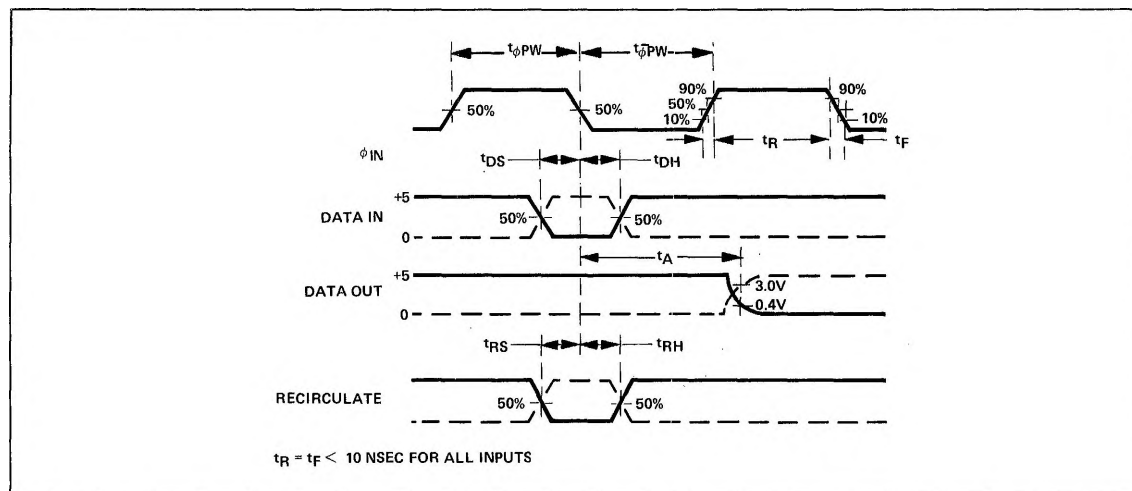 tφPW tφ̄PW
90% 90%
50% 50% 50%
10% 10%
tR tF
φIN
tDS tDH
+5
DATA IN 50% 50%
0
tA
+5
DATA OUT 3.0V
0.4V
0
tRS tRH
RECIRCULATE 50% 50%
tR = tF < 10 NSEC FOR ALL INPUTS